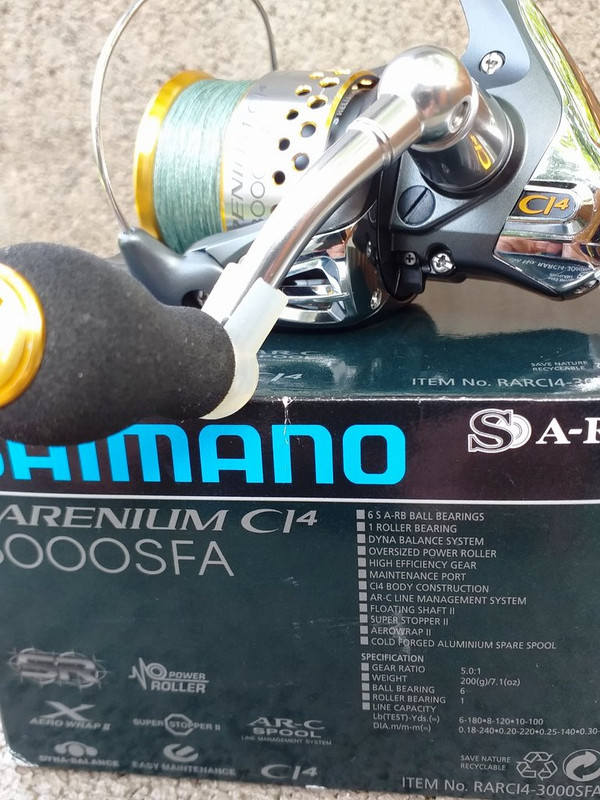 CI4
SAVE NATURE
RECYCLABLE
ITEM No. RARCI4-30
SHIMANO
S A-R
ARENIUM CI4
3000SFA
6 S A-RB BALL BEARINGS
1 ROLLER BEARING
DYNA BALANCE SYSTEM
OVERSIZED POWER ROLLER
HIGH EFFICIENCY GEAR
MAINTENANCE PORT
CI4 BODY CONSTRUCTION
AR-C LINE MANAGEMENT SYSTEM
FLOATING SHAFT II
SUPER STOPPER II
AEROWRAP II
COLD FORGED ALUMINIUM SPARE SPOOL
SPECIFICATION
GEAR RATIO 5.0:1
WEIGHT 200(g)/7.1(oz)
BALL BEARING 6
ROLLER BEARING 1
LINE CAPACITY
Lb(TEST)-Yds.(≈) 6-180•8-120•10-100
DIA.m/m-m(≈) 0.18-240•0.20-220•0.25-140•0.30-
SR
POWER
ROLLER
AERO WRAP II
SUPER STOPPER II
AR-C
SPOOL
LINE MANAGEMENT SYSTEM
DYNA-BALANCE
EASY MAINTENANCE
CI4
SAVE NATURE
RECYCLABLE
ITEM No. RARCI4-3000SFA